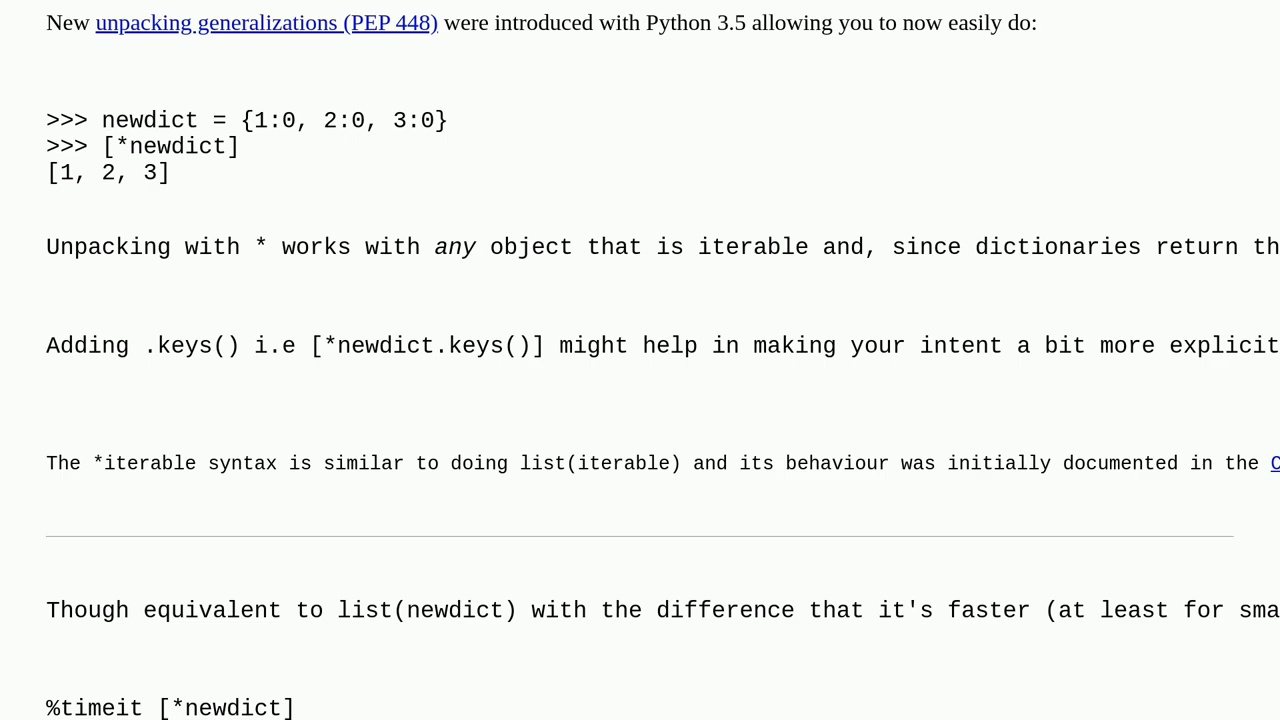 New unpacking generalizations (PEP 448) were introduced with Python 3.5 allowing you to now easily do:
>>> newdict = {1:0, 2:0, 3:0}
>>> [*newdict]
[1, 2, 3]
Unpacking with * works with any object that is iterable and, since dictionaries return th
Adding .keys() i.e [*newdict.keys()] might help in making your intent a bit more explicit
The *iterable syntax is similar to doing list(iterable) and its behaviour was initially documented in the
Though equivalent to list(newdict) with the difference that it's faster (at least for sma
%timeit [*newdict]